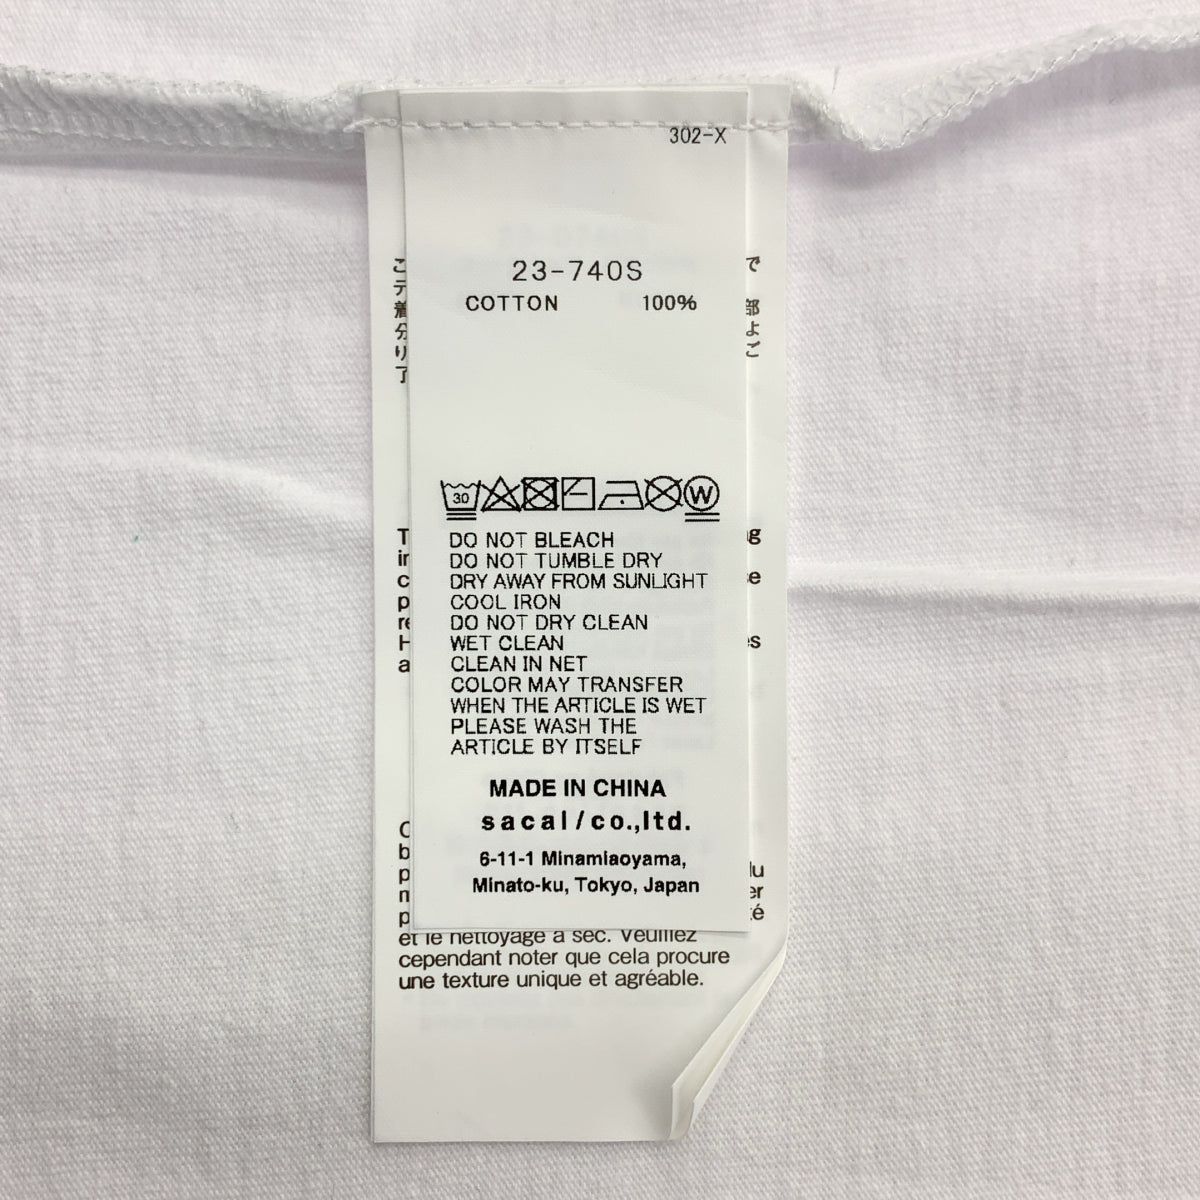 302-X
23-740S
COTTON 100%
30
W
DO NOT BLEACH
DO NOT TUMBLE DRY
DRY AWAY FROM SUNLIGHT
COOL IRON
DO NOT DRY CLEAN
WET CLEAN
CLEAN IN NET
COLOR MAY TRANSFER
WHEN THE ARTICLE IS WET
PLEASE WASH THE
ARTICLE BY ITSELF
MADE IN CHINA
sacai/co.,ltd.
6-11-1 Minamiaoyama,
Minato-ku, Tokyo, Japan
et le nettoyage à sec. Veuillez
cependant noter que cela procure
une texture unique et agréable.